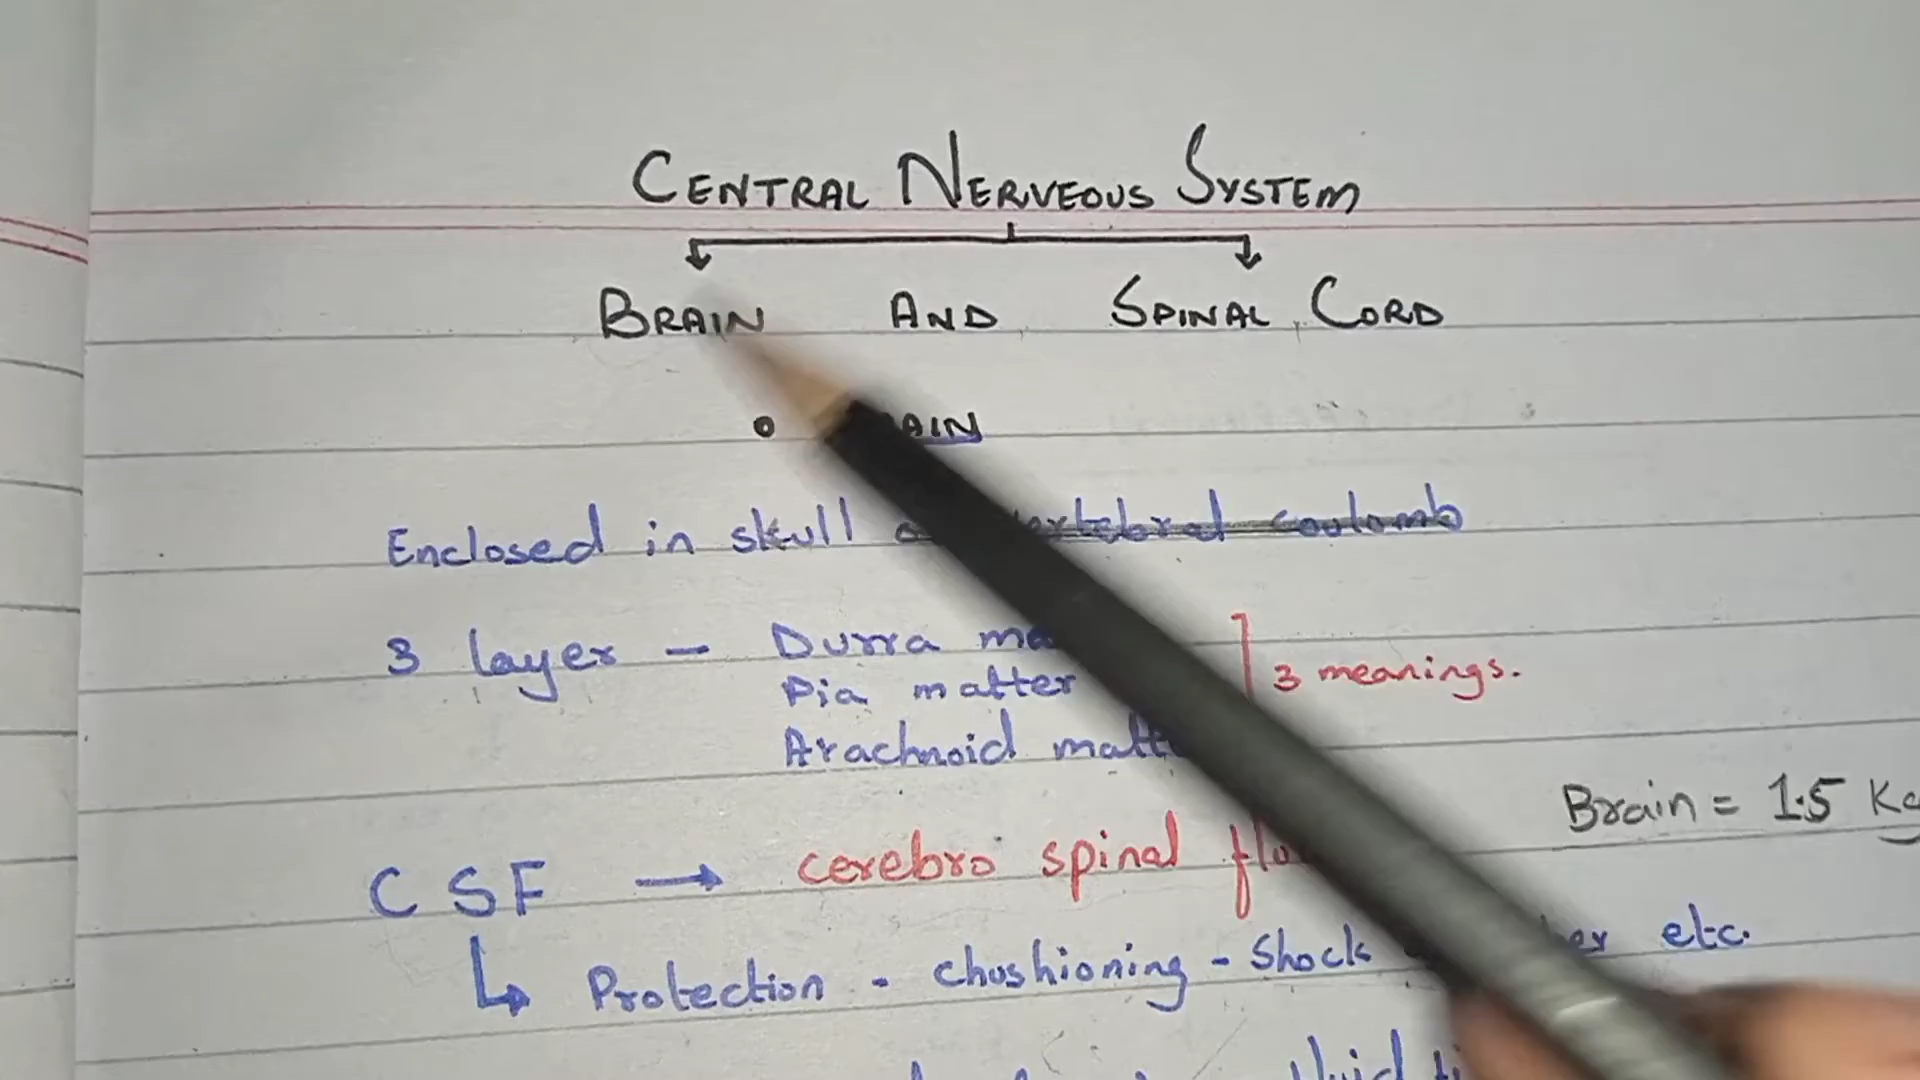 CENTRAL NERVEOUS SYSTEM
BRAIN AND SPINAL CORD
Enclosed in skull coulomb
3 layer - Durra
Pia matter
Arachnoid
3 meanings.
Brain = 1.5
CSF → cerebro spinal
↳ Protection - chushioning - Shock etc.